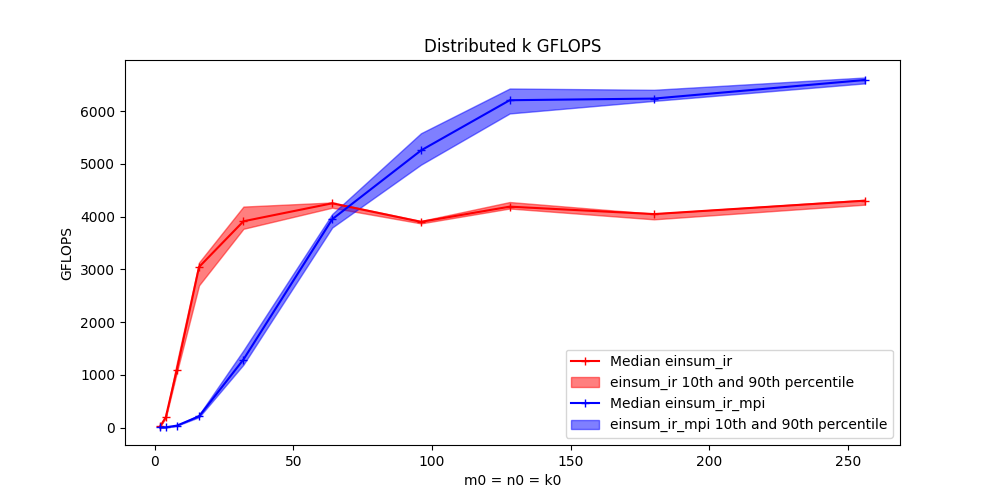 Distributed k GFLOPS
GFLOPS
6000
5000
4000
3000
2000
1000
0
Median einsum_ir
einsum_ir 10th and 90th percentile
Median einsum_ir_mpi
einsum_ir_mpi 10th and 90th percentile
0 50 100 150 200 250
m0 = n0 = k0